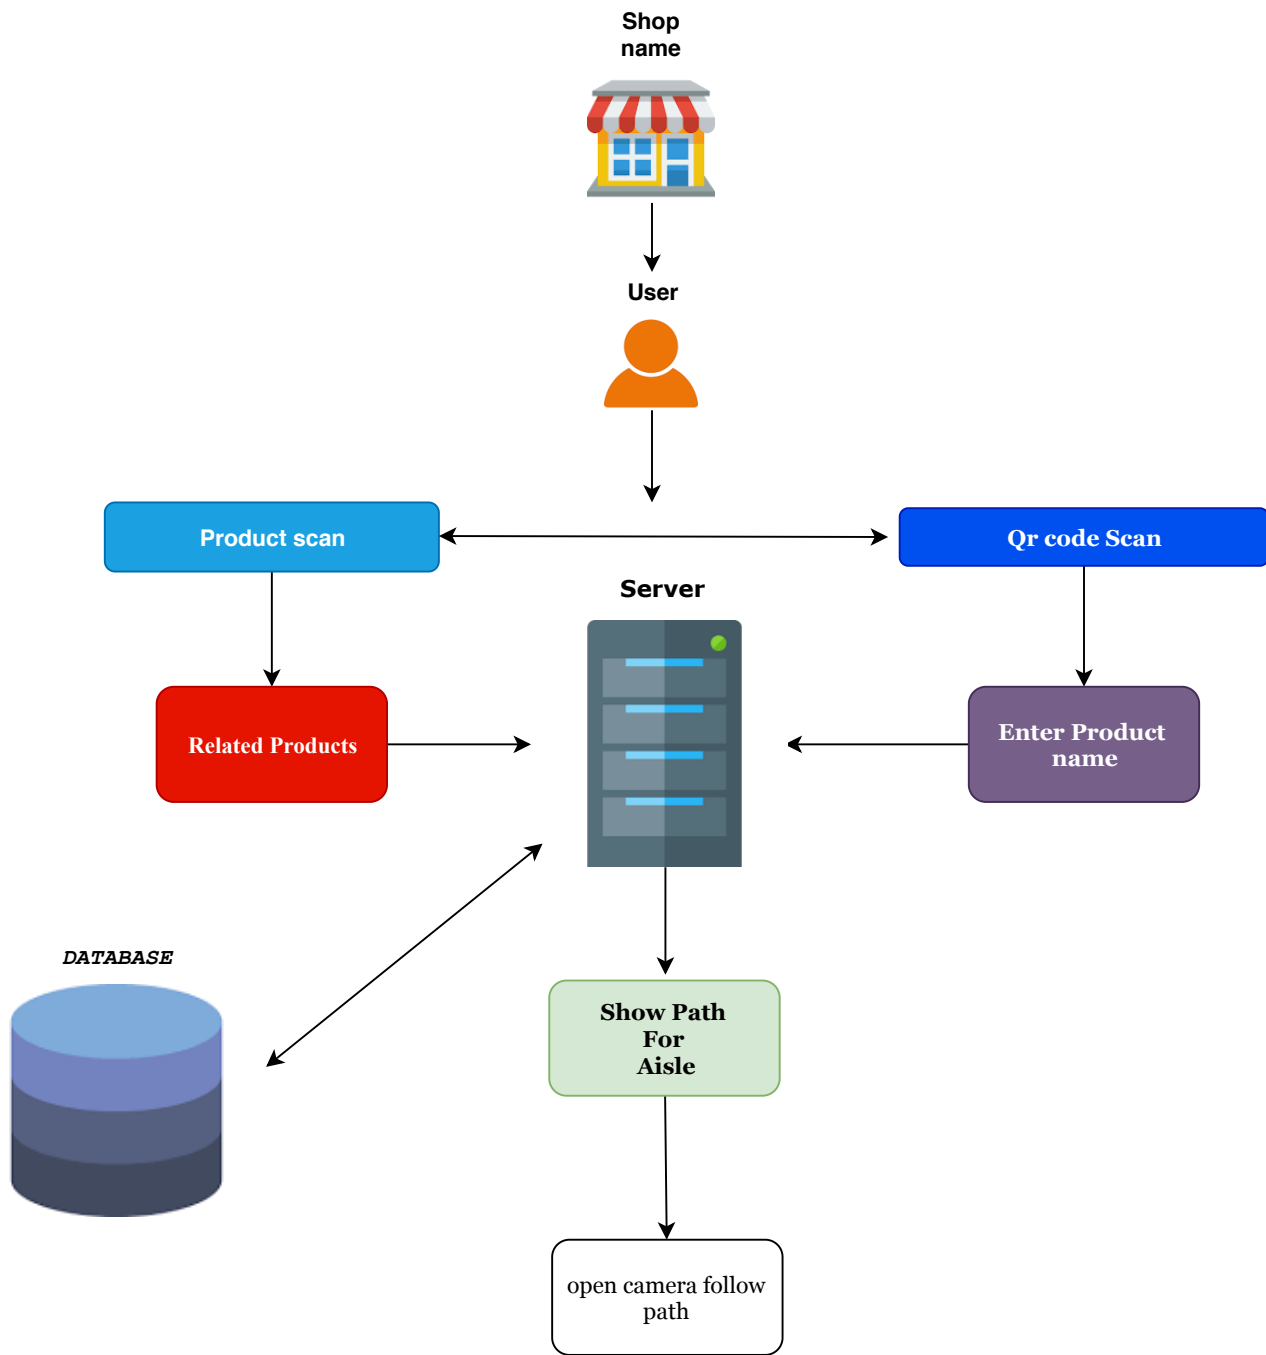 Shop
name
User
Product scan
Qr code Scan
Server
Related Products
Enter Product
name
DATABASE
Show Path
For
Aisle
open camera follow
path